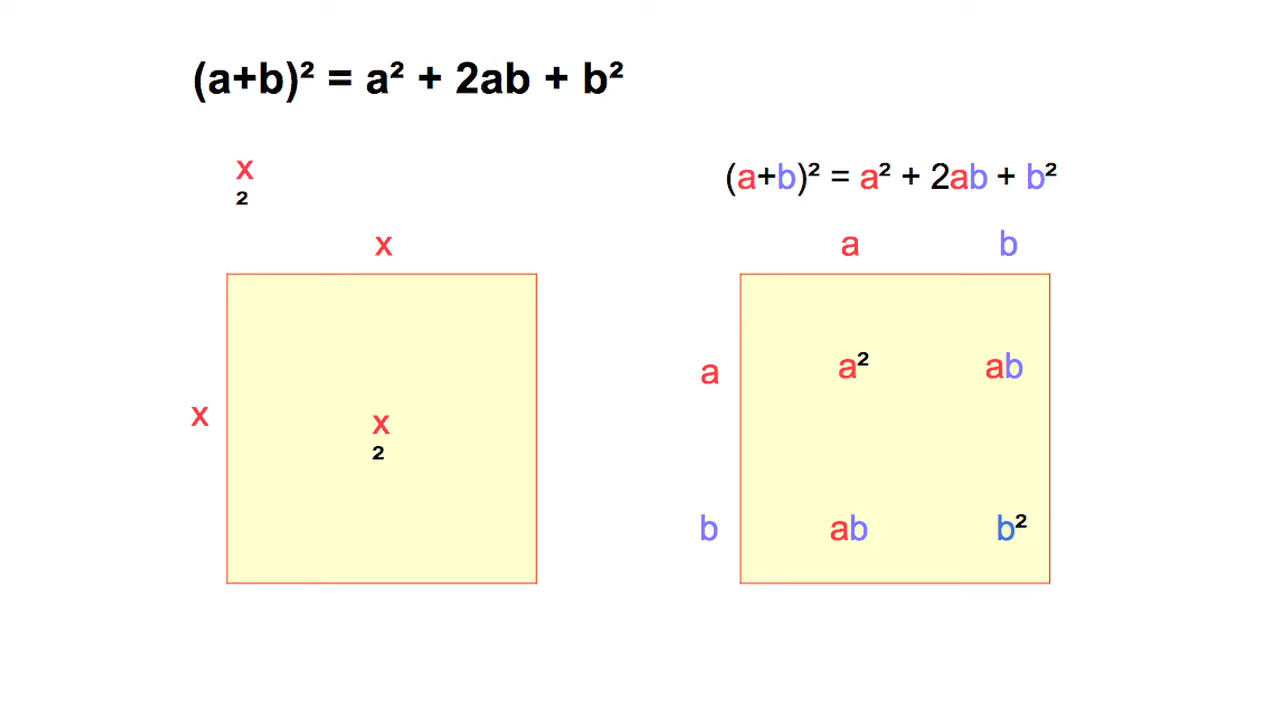 (a+b)² = a² + 2ab + b²
x
²
x
x
x
²
(a+b)² = a² + 2ab + b²
a b
a
a² ab
b
ab b²